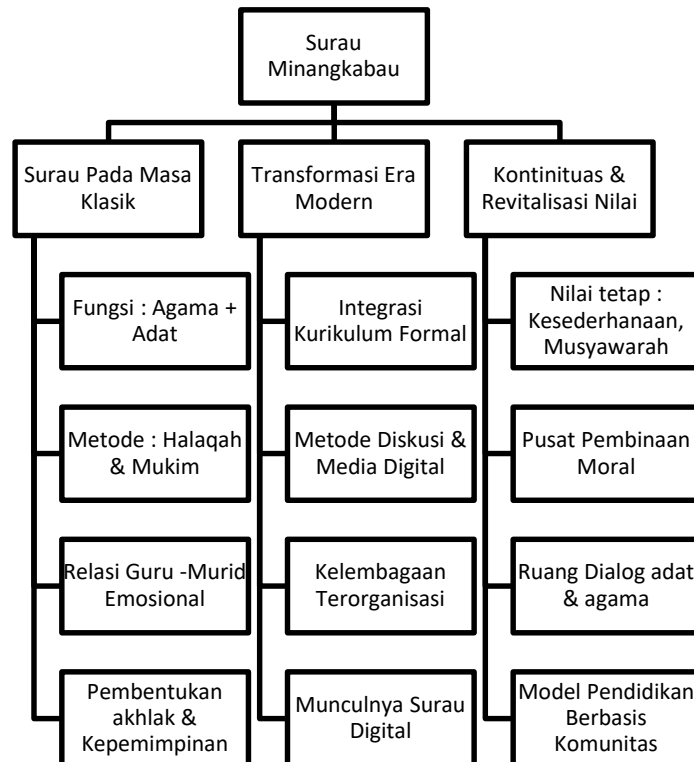 Surau
Minangkabau
Surau Pada Masa
Klasik
Fungsi : Agama +
Adat
Metode : Halaqah
& Mukim
Relasi Guru -Murid
Emosional
Pembentukan
akhlak &
Kepemimpinan
Transformasi Era
Modern
Integrasi
Kurikulum Formal
Metode Diskusi &
Media Digital
Kelembagaan
Terorganisasi
Munculnya Surau
Digital
Kontinituas &
Revitalisasi Nilai
Nilai tetap :
Kesederhanaan,
Musyawarah
Pusat Pembinaan
Moral
Ruang Dialog adat
& agama
Model Pendidikan
Berbasis
Komunitas